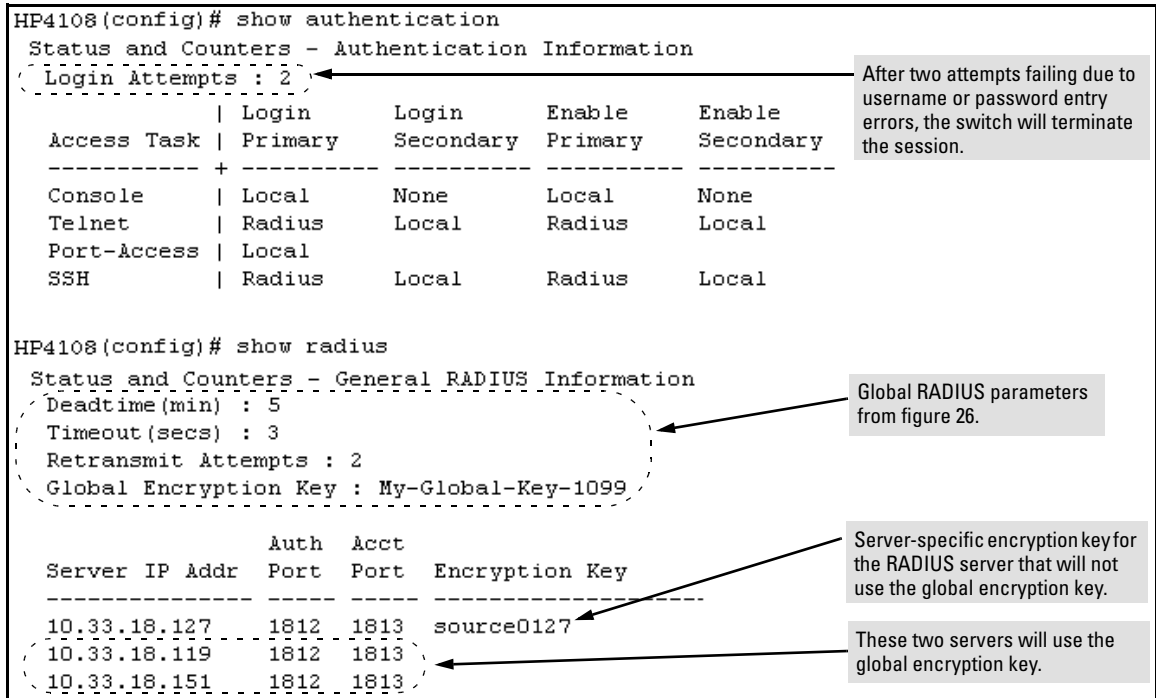 HP4108(config)# show authentication
Status and Counters - Authentication Information
Login Attempts : 2
After two attempts failing due to
username or password entry
errors, the switch will terminate
the session.
| Login Login Enable Enable
Access Task | Primary Secondary Primary Secondary
----------- + ---------- ---------- ---------- ----------
Console | Local None Local None
Telnet | Radius Local Radius Local
Port-Access | Local
SSH | Radius Local Radius Local
HP4108(config)# show radius
Status and Counters - General RADIUS Information
Deadtime(min) : 5
Timeout(secs) : 3
Retransmit Attempts : 2
Global Encryption Key : My-Global-Key-1099
Global RADIUS parameters
from figure 26.
Auth Acct
Server IP Addr Port Port Encryption Key
--------------- ----- ----- --------------------
10.33.18.127 1812 1813 source0127
10.33.18.119 1812 1813
10.33.18.151 1812 1813
Server-specific encryption key for
the RADIUS server that will not
use the global encryption key.
These two servers will use the
global encryption key.